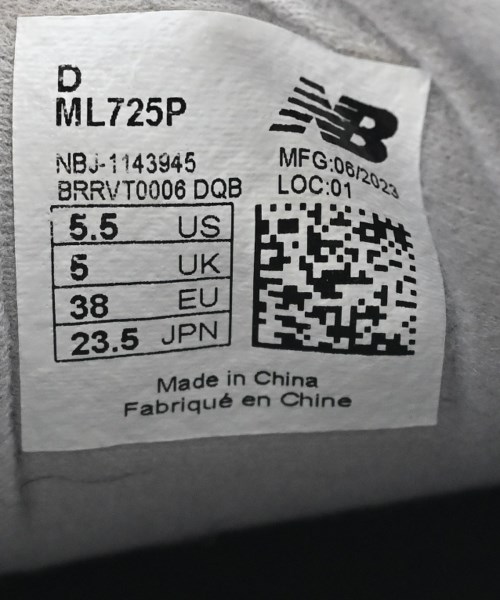 D
ML725P
NB
NBJ-1143945
MFG:06/2023
BRRVT0006 DQB
LOC:01
5.5 US
5 UK
38 EU
23.5 JPN
Made in China
Fabriqué en Chine